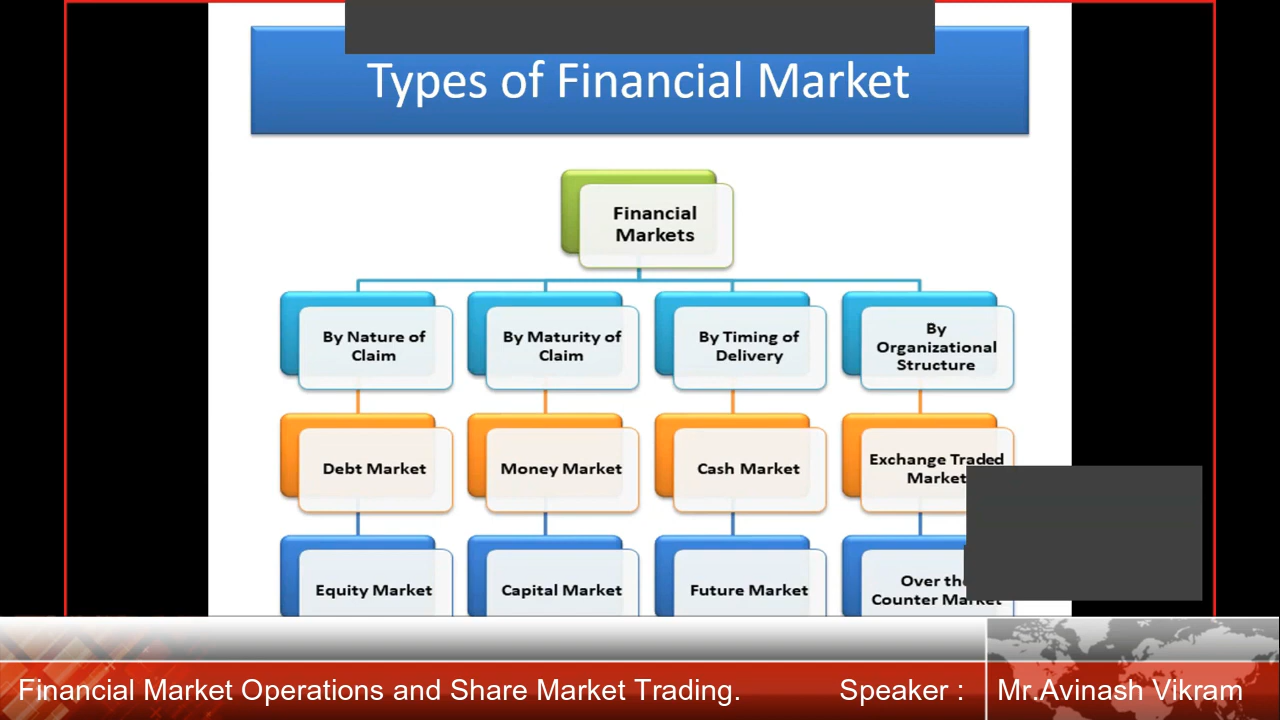 Types of Financial Market
Financial
Markets
By Nature of
Claim
By Maturity of
Claim
By Timing of
Delivery
By
Organizational
Structure
Debt Market
Money Market
Cash Market
Exchange Traded
Market
Equity Market
Capital Market
Future Market
Over the
Counter Market
Financial Market Operations and Share Market Trading.
Speaker :
Mr.Avinash Vikram